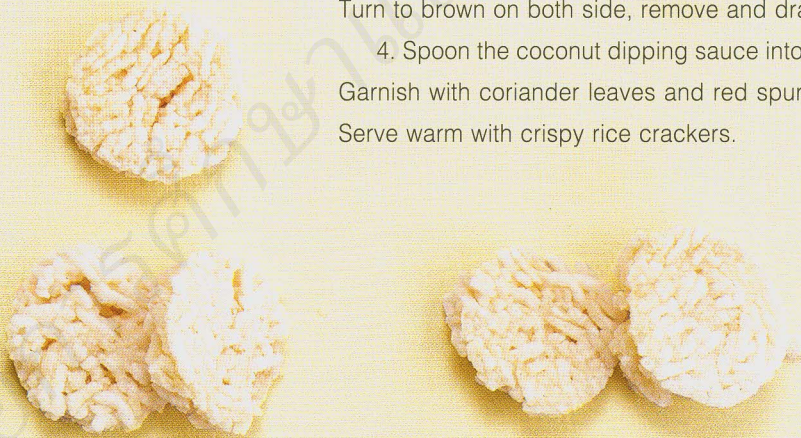 Turn to brown on both side, remove and
4. Spoon the coconut dipping sauce into
Garnish with coriander leaves and red
Serve warm with crispy rice crackers.